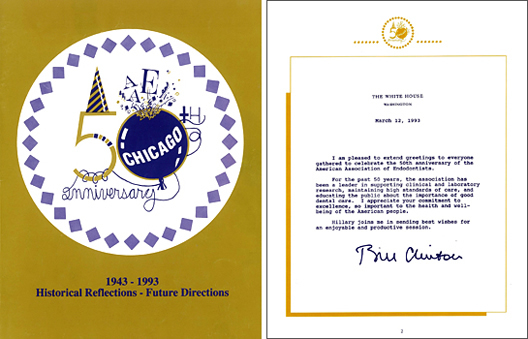 AAE
50TH
CHICAGO
anniversary
1943 - 1993
Historical Reflections - Future Directions
THE WHITE HOUSE
WASHINGTON
March 12, 1993
I am pleased to extend greetings to everyone
gathered to celebrate the 50th anniversary of the
American Association of Endodontists.
For the past 50 years, the association has
been a leader in supporting clinical and laboratory
research, maintaining high standards of care, and
educating the public about the importance of good
dental care. I appreciate your commitment to
excellence, so important to the health and well-
being of the American people.
Hillary joins me in sending best wishes for
an enjoyable and productive session.
Bill Clinton